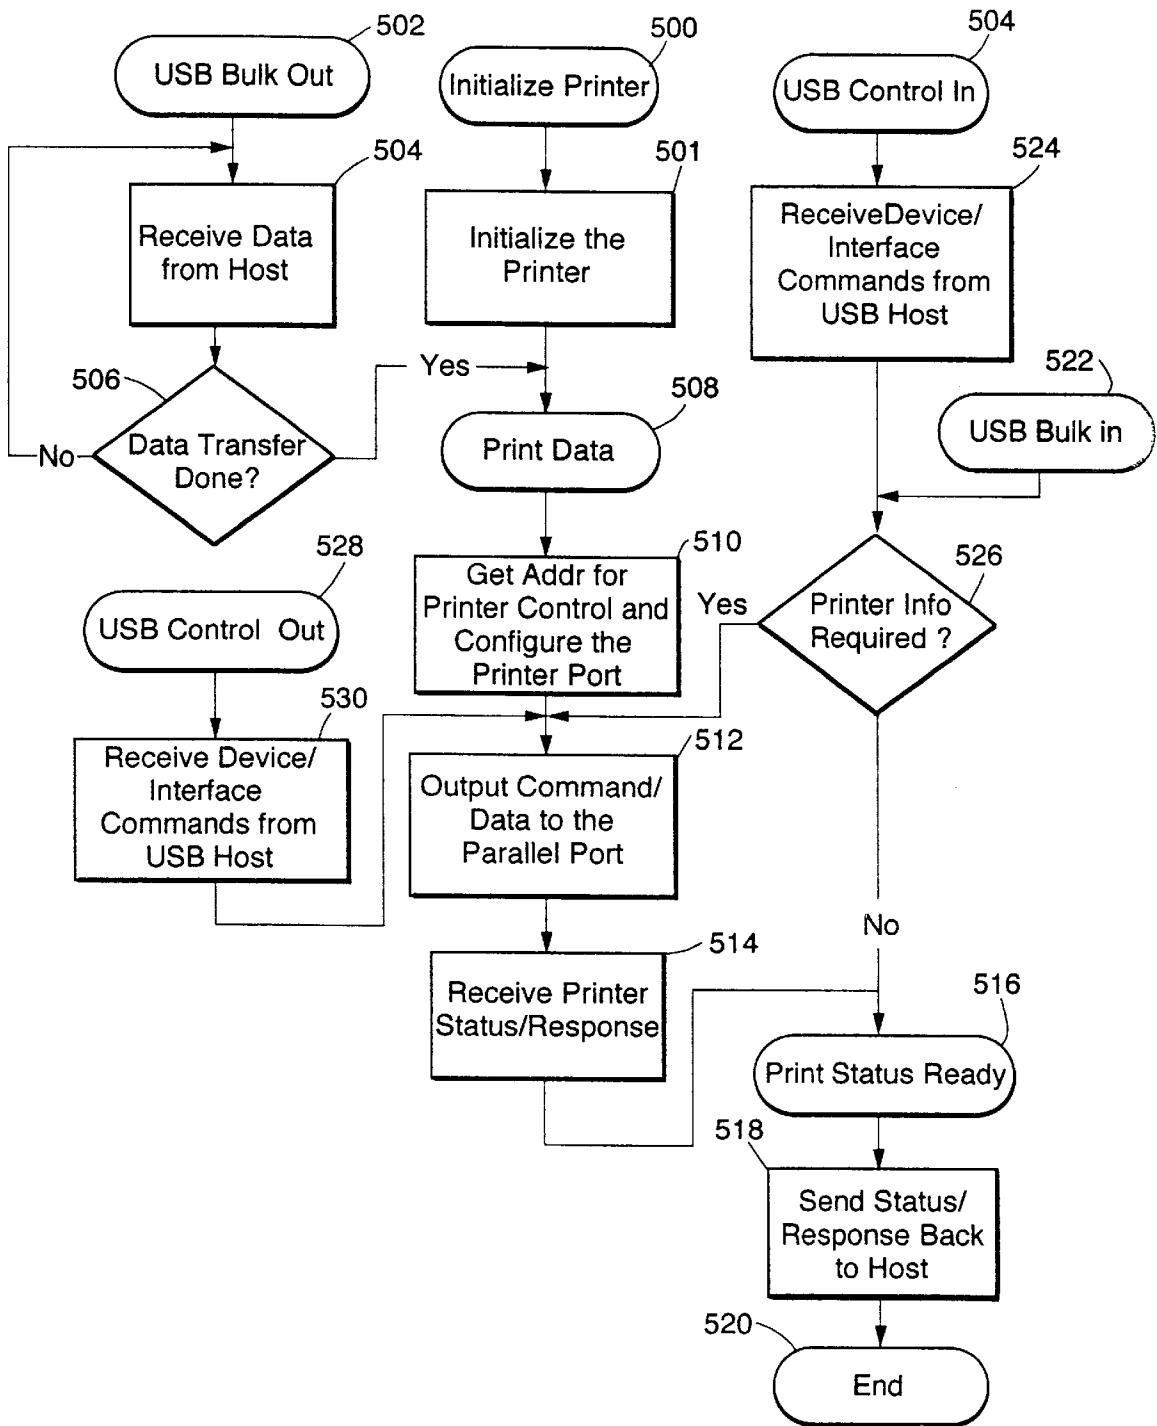 502
USB Bulk Out
504
Receive Data
from Host
506
Data Transfer
Done?
No
Yes
528
USB Control Out
530
Receive Device/
Interface
Commands from
USB Host
500
Initialize Printer
501
Initialize the
Printer
508
Print Data
510
Get Addr for
Printer Control and
Configure the
Printer Port
512
Output Command/
Data to the
Parallel Port
514
Receive Printer
Status/Response
504
USB Control In
524
ReceiveDevice/
Interface
Commands from
USB Host
522
USB Bulk in
526
Printer Info
Required ?
Yes
No
516
Print Status Ready
518
Send Status/
Response Back
to Host
520
End